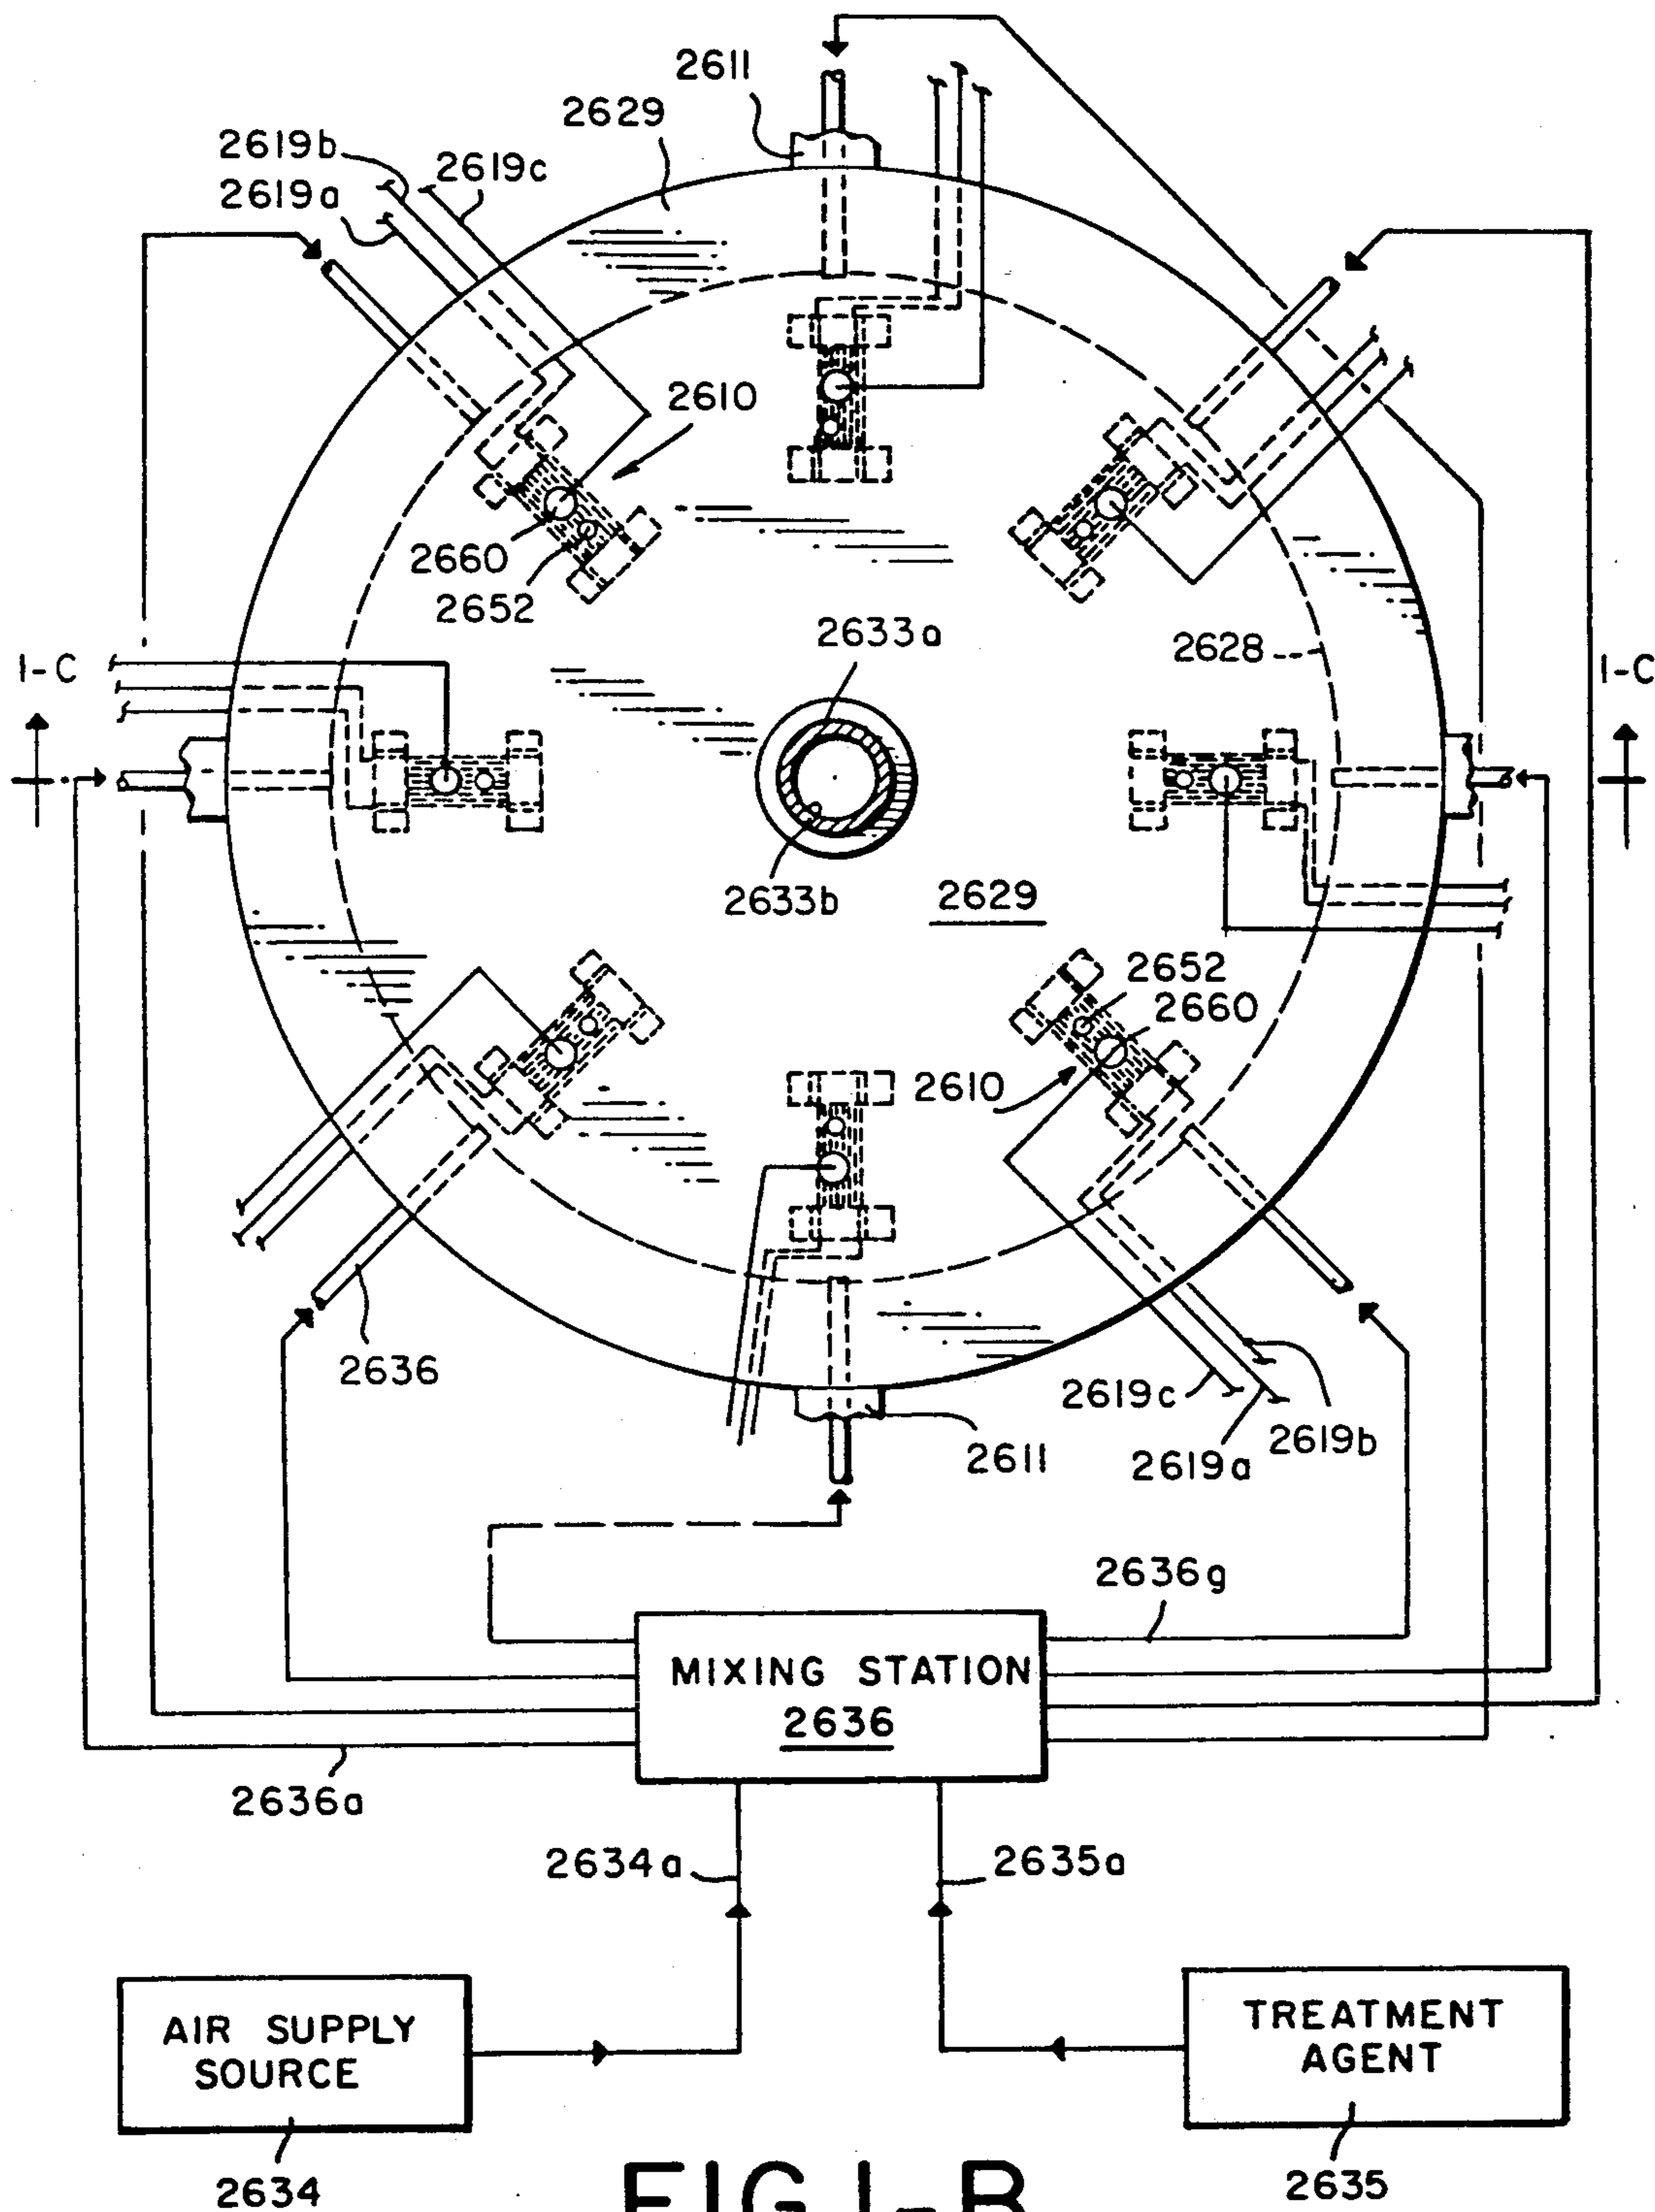 2611
2629
2619b
2619c
2619a
2610
2660
2652
2633a
2628
I-C
I-C
2633b
2629
2652
2660
2610
2636
2619c
2619b
2619a
2611
2636g
MIXING STATION
2636
2636a
2634a
2635a
AIR SUPPLY
SOURCE
TREATMENT
AGENT
2634
2635
FIG.I-B